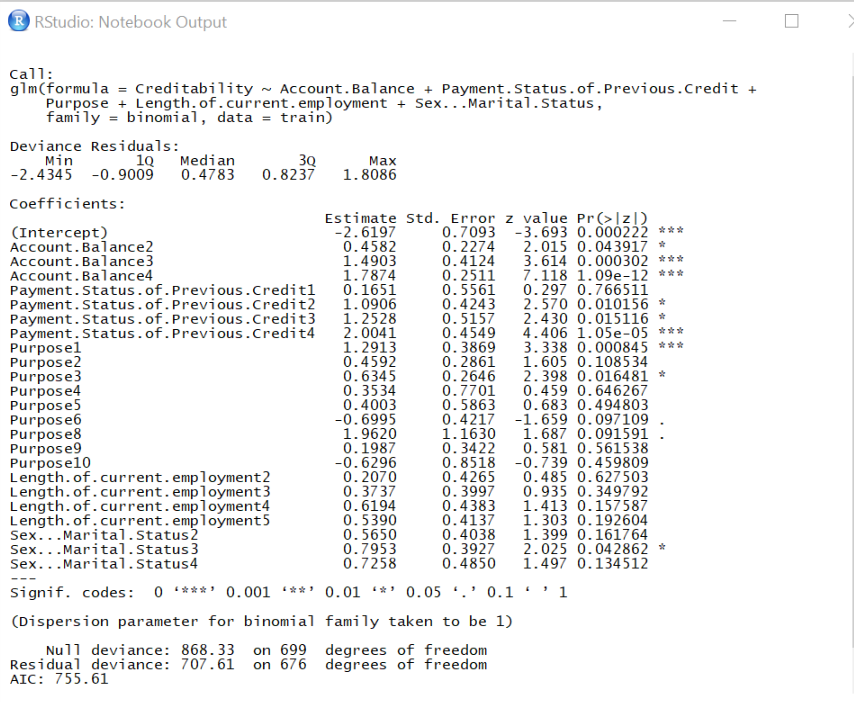 R RStudio: Notebook Output
Call:
glm(formula = Creditability ~ Account.Balance + Payment.Status.of.Previous.Credit +
    Purpose + Length.of.current.employment + Sex...Marital.Status,
    family = binomial, data = train)
Deviance Residuals:
    Min      1Q  Median      3Q     Max
-2.4345 -0.9009  0.4783  0.8237  1.8086
Coefficients:
                                   Estimate Std. Error z value Pr(>|z|)
(Intercept)                         -2.6197     0.7093  -3.693 0.000222 ***
Account.Balance2                     0.4582     0.2274   2.015 0.043917 *
Account.Balance3                     1.4903     0.4124   3.614 0.000302 ***
Account.Balance4                     1.7874     0.2511   7.118 1.09e-12 ***
Payment.Status.of.Previous.Credit1   0.1651     0.5561   0.297 0.766511
Payment.Status.of.Previous.Credit2   1.0906     0.4243   2.570 0.010156 *
Payment.Status.of.Previous.Credit3   1.2528     0.5157   2.430 0.015116 *
Payment.Status.of.Previous.Credit4   2.0041     0.4549   4.406 1.05e-05 ***
Purpose1                             1.2913     0.3869   3.338 0.000845 ***
Purpose2                             0.4592     0.2861   1.605 0.108534
Purpose3                             0.6345     0.2646   2.398 0.016481 *
Purpose4                             0.3534     0.7701   0.459 0.646267
Purpose5                             0.4003     0.5863   0.683 0.494803
Purpose6                            -0.6995     0.4217  -1.659 0.097109 .
Purpose8                             1.9620     1.1630   1.687 0.091591 .
Purpose9                             0.1987     0.3422   0.581 0.561538
Purpose10                           -0.6296     0.8518  -0.739 0.459809
Length.of.current.employment2        0.2070     0.4265   0.485 0.627503
Length.of.current.employment3        0.3737     0.3997   0.935 0.349792
Length.of.current.employment4        0.6194     0.4383   1.413 0.157587
Length.of.current.employment5        0.5390     0.4137   1.303 0.192604
Sex...Marital.Status2                0.5650     0.4038   1.399 0.161764
Sex...Marital.Status3                0.7953     0.3927   2.025 0.042862 *
Sex...Marital.Status4                0.7258     0.4850   1.497 0.134512
---
Signif. codes:  0 ‘***’ 0.001 ‘**’ 0.01 ‘*’ 0.05 ‘.’ 0.1 ‘ ’ 1
(Dispersion parameter for binomial family taken to be 1)
    Null deviance: 868.33  on 699  degrees of freedom
Residual deviance: 707.61  on 676  degrees of freedom
AIC: 755.61